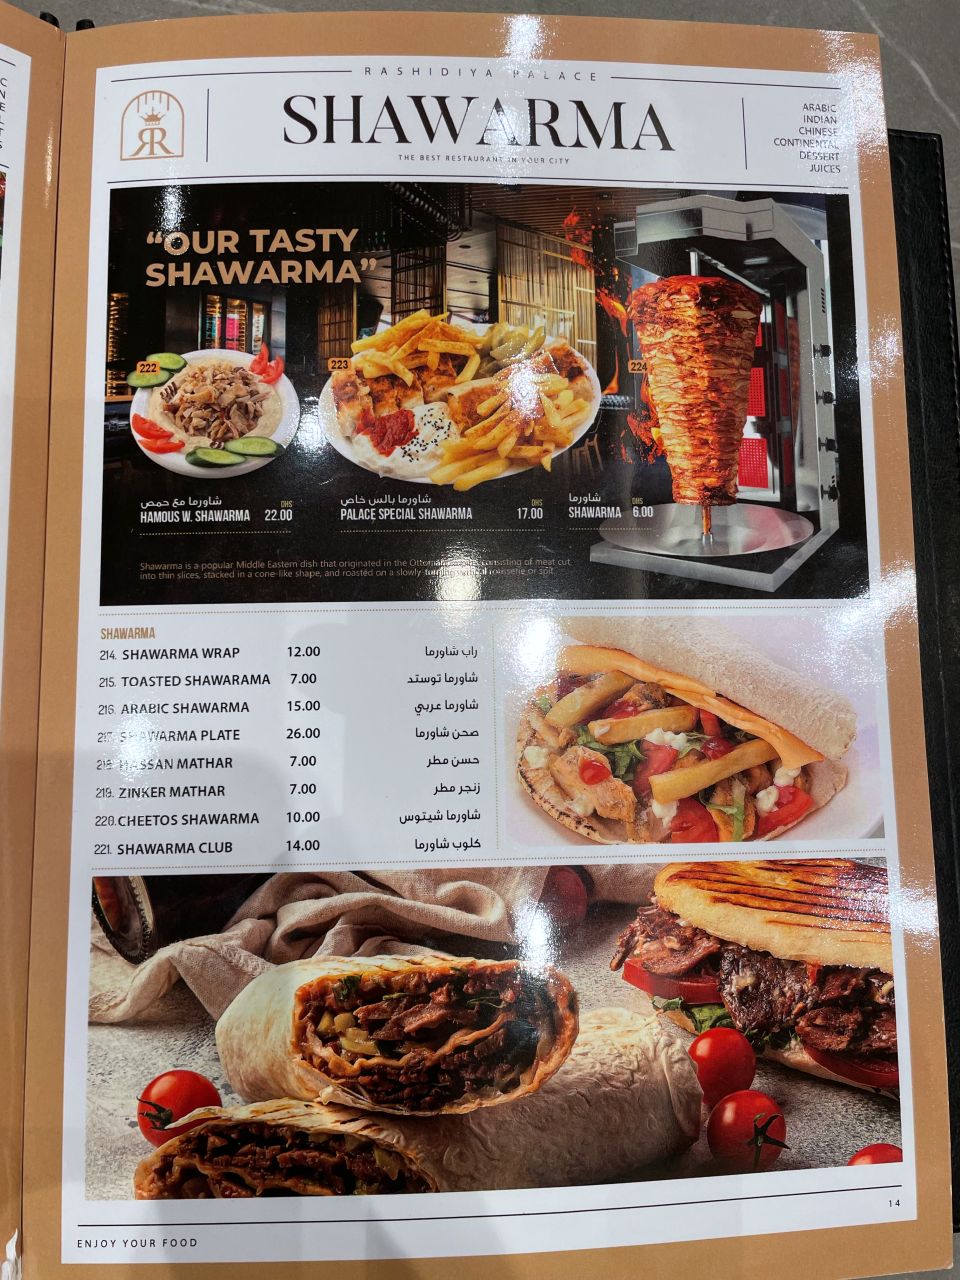 RASHIDIYA PALACE
SHAWARMA
THE BEST RESTAURANT IN YOUR CITY
RR
ARABIC
INDIAN
CHINESE
CONTINENTAL
DESSERT
JUICES
“OUR TASTY
SHAWARMA”
222
223
224
شاورما مع حمص
HAMOUS W. SHAWARMA DHS 22.00
شاورما بالس خاص
PALACE SPECIAL SHAWARMA DHS 17.00
شاورما
SHAWARMA DHS 6.00
Shawarma is a popular Middle Eastern dish that originated in the Ottoman consisting of meat cut
into thin slices, stacked in a cone-like shape, and roasted on a slowly-turning vertical rotisserie or spit.
SHAWARMA
214. SHAWARMA WRAP 12.00 راب شاورما
215. TOASTED SHAWARAMA 7.00 شاورما توستد
216. ARABIC SHAWARMA 15.00 شاورما عربي
217. SHAWARMA PLATE 26.00 صحن شاورما
218. HASSAN MATHAR 7.00 حسن مطر
219. ZINKER MATHAR 7.00 زنجر مطر
220. CHEETOS SHAWARMA 10.00 شاورما شيتوس
221. SHAWARMA CLUB 14.00 كلوب شاورما
14
ENJOY YOUR FOOD